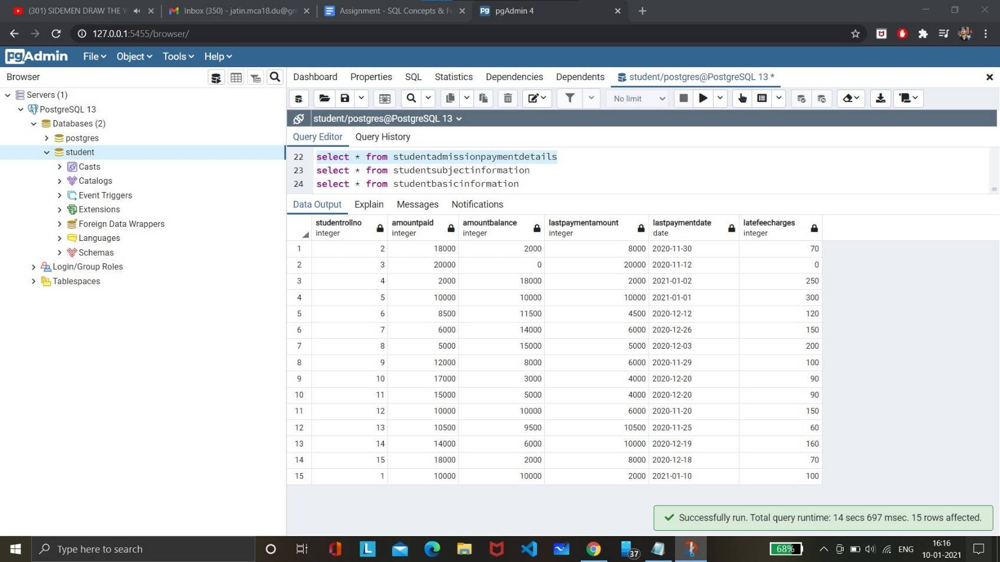 (301) SIDEMEN DRAW THE Y
Inbox (350) - jatin.mca18.du@gm
Assignment - SQL Concepts & Fu
pgAdmin 4
127.0.0.1:5455/browser/
pgAdmin
File Object Tools Help
Browser
Dashboard Properties SQL Statistics Dependencies Dependents student/postgres@PostgreSQL 13 *
Servers (1)
PostgreSQL 13
Databases (2)
postgres
student
Casts
Catalogs
Event Triggers
Extensions
Foreign Data Wrappers
Languages
Schemas
Login/Group Roles
Tablespaces
No limit
student/postgres@PostgreSQL 13
Query Editor Query History
22 select * from studentadmissionpaymentdetails
23 select * from studentsubjectinformation
24 select * from studentbasicinformation
Data Output Explain Messages Notifications
studentrollno amountpaid amountbalance lastpaymentamount lastpaymentdate latefeecharges
integer integer integer integer date integer
1 2 18000 2000 8000 2020-11-30 70
2 3 20000 0 20000 2020-11-12 0
3 4 2000 18000 2000 2021-01-02 250
4 5 10000 10000 10000 2021-01-01 300
5 6 8500 11500 4500 2020-12-12 120
6 7 6000 14000 6000 2020-12-26 150
7 8 5000 15000 5000 2020-12-03 200
8 9 12000 8000 6000 2020-11-29 100
9 10 17000 3000 4000 2020-12-20 90
10 11 15000 5000 4000 2020-12-20 90
11 12 10000 10000 6000 2020-11-20 150
12 13 10500 9500 10500 2020-11-25 60
13 14 14000 6000 10000 2020-12-19 160
14 15 18000 2000 8000 2020-12-18 70
15 1 10000 10000 2000 2021-01-10 100
Successfully run. Total query runtime: 14 secs 697 msec. 15 rows affected.
Type here to search
L
37
68%
ENG
16:16
10-01-2021